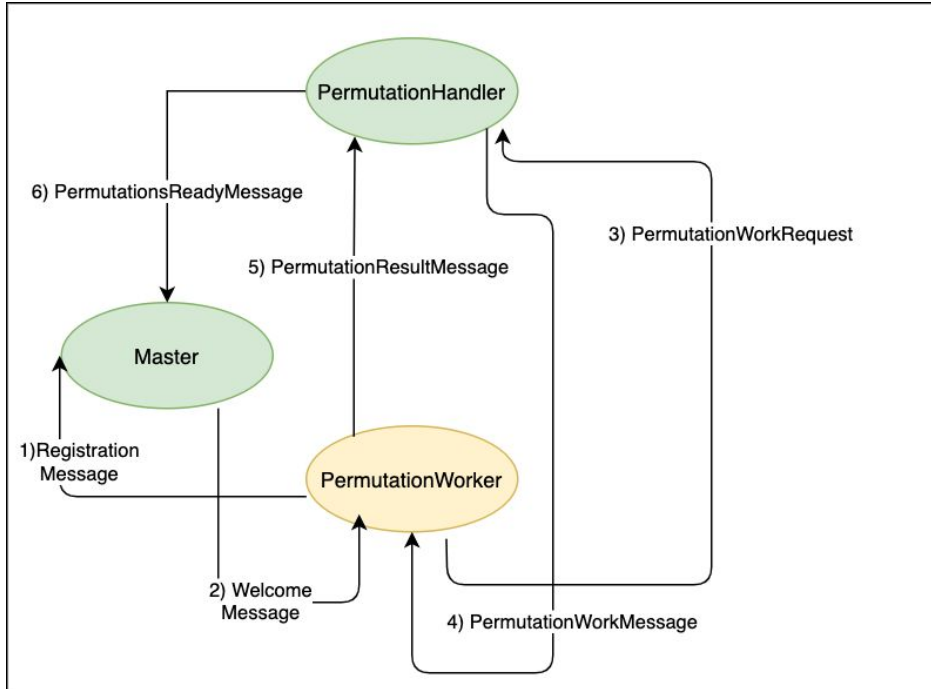 PermutationHandler
6) PermutationsReadyMessage
3) PermutationWorkRequest
5) PermutationResultMessage
Master
1)Registration
Message
PermutationWorker
2) Welcome
Message
4) PermutationWorkMessage